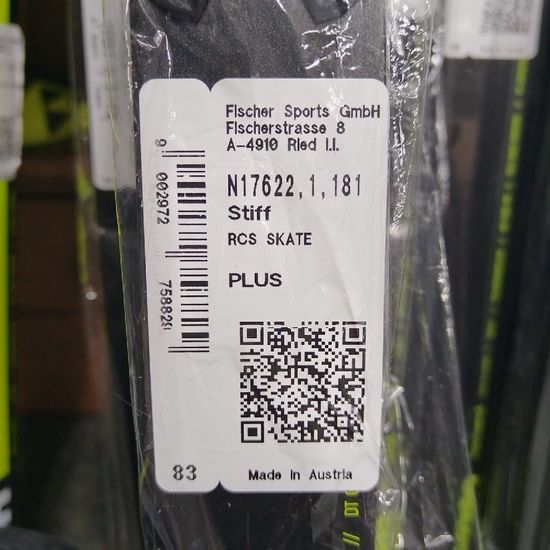 Fischer Sports GmbH
Fischerstrasse 8
A-4910 Ried I.I.
N17622,1,181
Stiff
RCS SKATE
PLUS
9 002972
83
Made In Austria
// DT